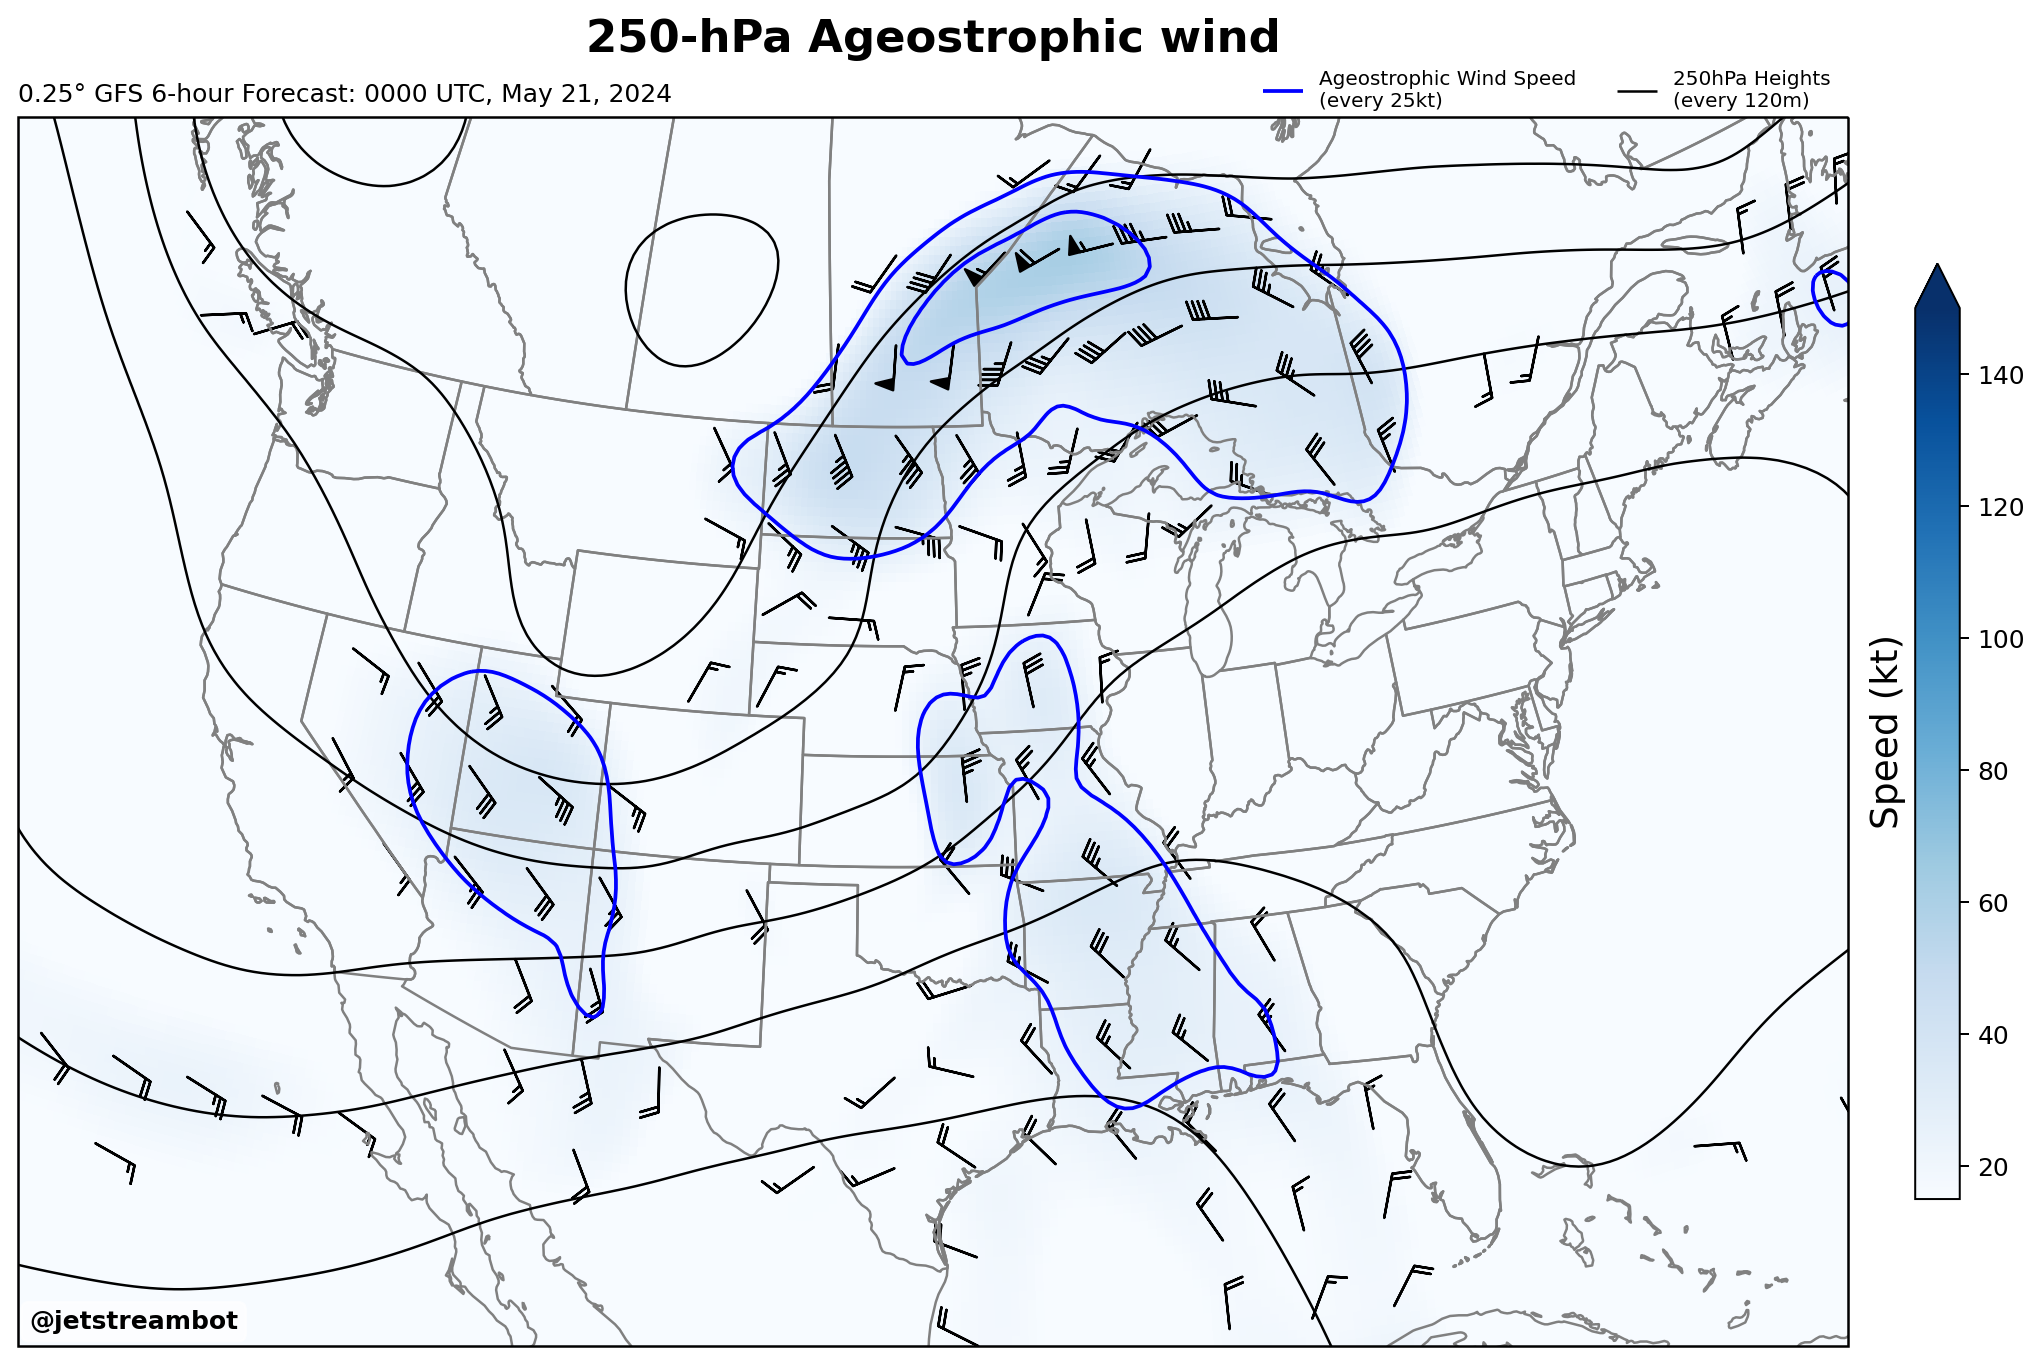 250-hPa Ageostrophic wind
0.25° GFS 6-hour Forecast: 0000 UTC, May 21, 2024
Ageostrophic Wind Speed
(every 25kt)
250hPa Heights
(every 120m)
140
120
100
80
60
40
20
Speed (kt)
@jetstreambot